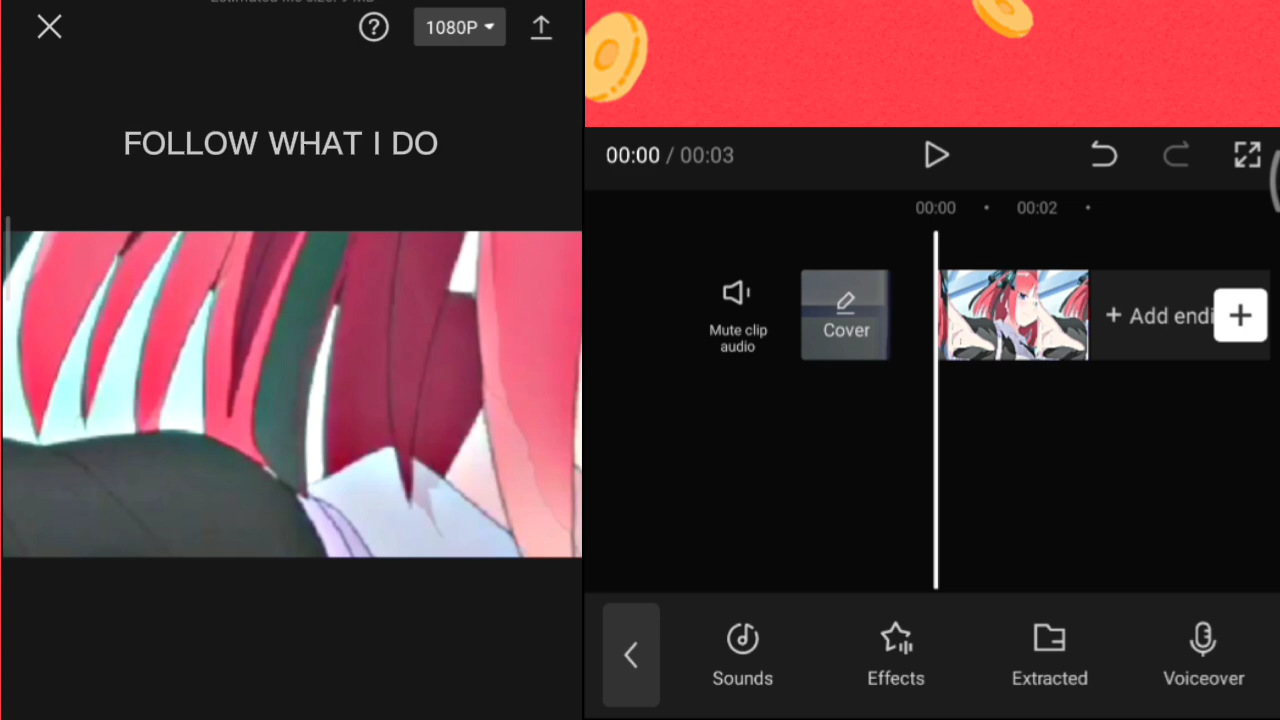 1080P
FOLLOW WHAT I DO
00:00 / 00:03
00:00
00:02
Mute clip
audio
Cover
+ Add endi
Sounds
Effects
Extracted
Voiceover